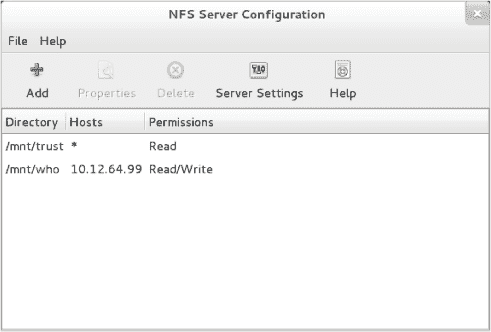 NFS Server Configuration
File Help
Add Properties Delete Server Settings Help
Directory Hosts Permissions
/mnt/trust * Read
/mnt/who 10.12.64.99 Read/Write